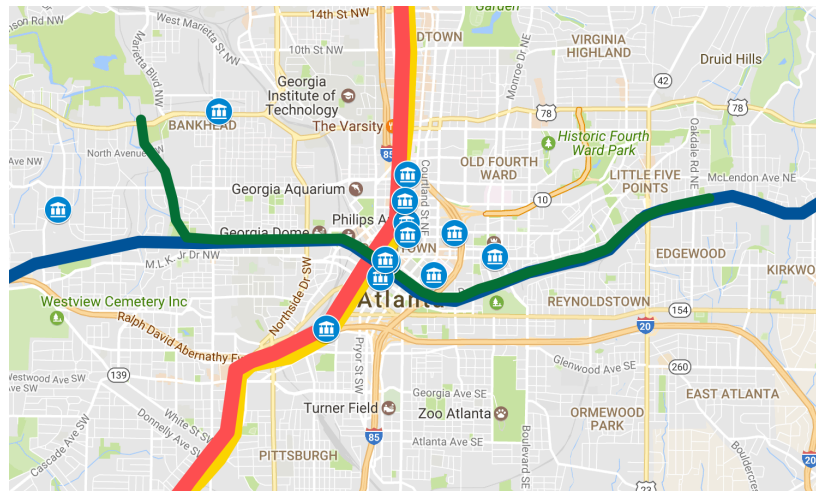 14th St NW
DTOWN
Garden
West Marietta St NW
Marietta Blvd NW
10th St NW
Monroe Dr NE
VIRGINIA
HIGHLAND
Druid Hills
42
Georgia
Institute of
Technology
78
78
BANKHEAD
The Varsity
Historic Fourth
Ward Park
85
North Avenue
Ave NW
Courtland St NE
OLD FOURTH
WARD
Oakdale Rd NE
LITTLE FIVE
POINTS
McLendon Ave NE
Georgia Aquarium
10
Philips A
Georgia Dome
TOWN
M.L.K. Jr Dr NW
EDGEWOOD
KIRKWO
Northside Dr SW
Westview Cemetery Inc
Atlanta
REYNOLDSTOWN
154
Ralph David Abernathy F
20
Pryor St SW
139
Glenwood Ave SE
260
Westwood Ave SW
Georgia Ave SE
EAST ATLANTA
Turner Field
Zoo Atlanta
ORMEWOOD
PARK
White St SW
Donnelly Ave SW
Cascade Ave SW
85
Atlanta Ave SE
Boulevard SE
PITTSBURGH
Bouldercres
20
23